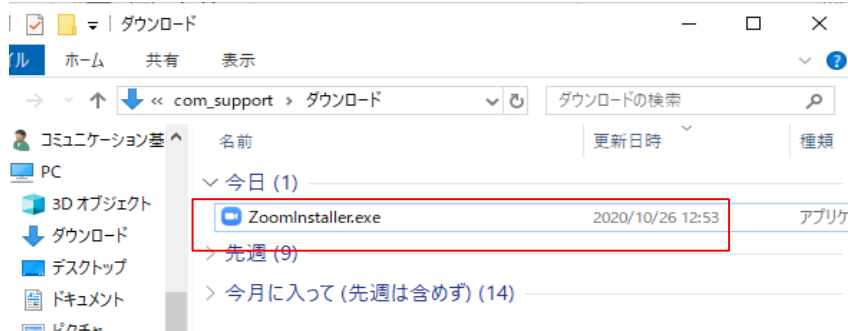 ダウンロード
イル ホーム 共有 表示
« com_support › ダウンロード ダウンロードの検索
コミュニケーション基
名前 更新日時 種類
PC
今日 (1)
3D オブジェクト
ZoomInstaller.exe 2020/10/26 12:53 アプリケ
ダウンロード
先週 (9)
デスクトップ
ドキュメント
今月に入って (先週は含めず) (14)
ピクチャ